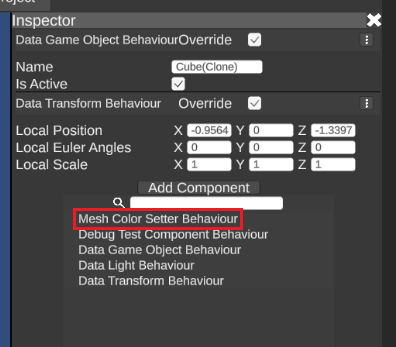 roject
Inspector
Data Game Object Behaviour Override
Name Cube(Clone)
Is Active
Data Transform Behaviour Override
Local Position X -0.9564 Y 0 Z -1.3397
Local Euler Angles X 0 Y 0 Z 0
Local Scale X 1 Y 1 Z 1
Add Component
Mesh Color Setter Behaviour
Debug Test Component Behaviour
Data Game Object Behaviour
Data Light Behaviour
Data Transform Behaviour